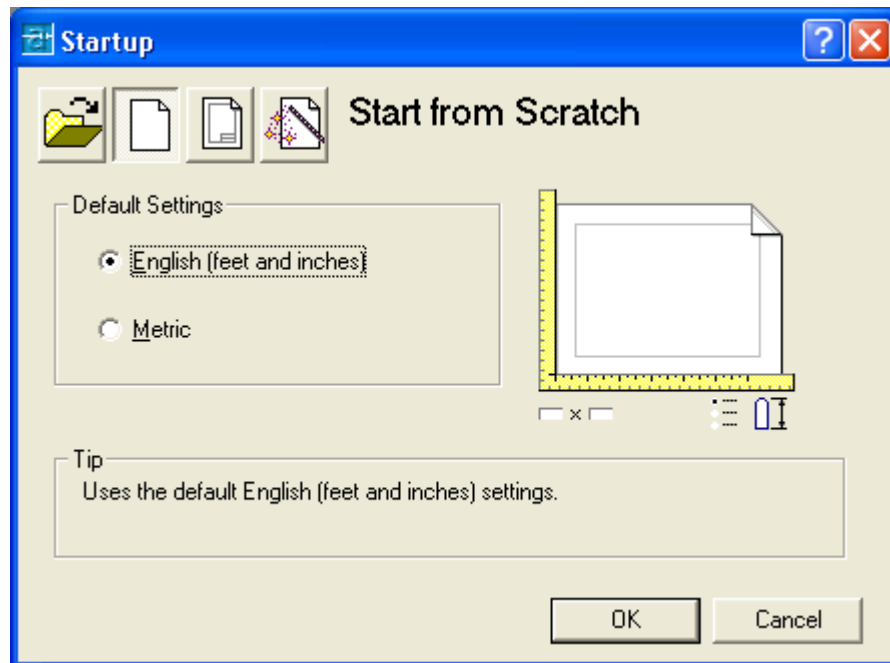 Startup
Start from Scratch
Default Settings
English (feet and inches)
Metric
Tip
Uses the default English (feet and inches) settings.
OK Cancel